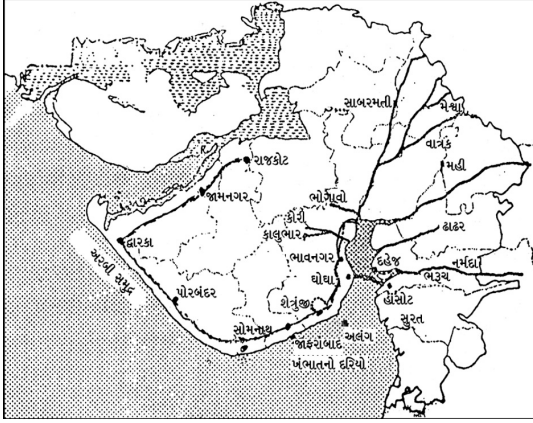 સાબરમતી
મેશ્વા
વાત્રક
મહી
રાજકોટ
જામનગર
ભોગાવો
કીરી
કાલુભાર
ઢાઢર
દ્વારકા
ભાવનગર
દહેજ
નર્મદા
ભરૂચ
ઘોઘા
અરબી સમુદ્ર
હાંસોટ
પોરબંદર
શેત્રુંજી
સુરત
સોમનાથ
અલંગ
જાફરાબાદ
ખંભાતનો દરિયો